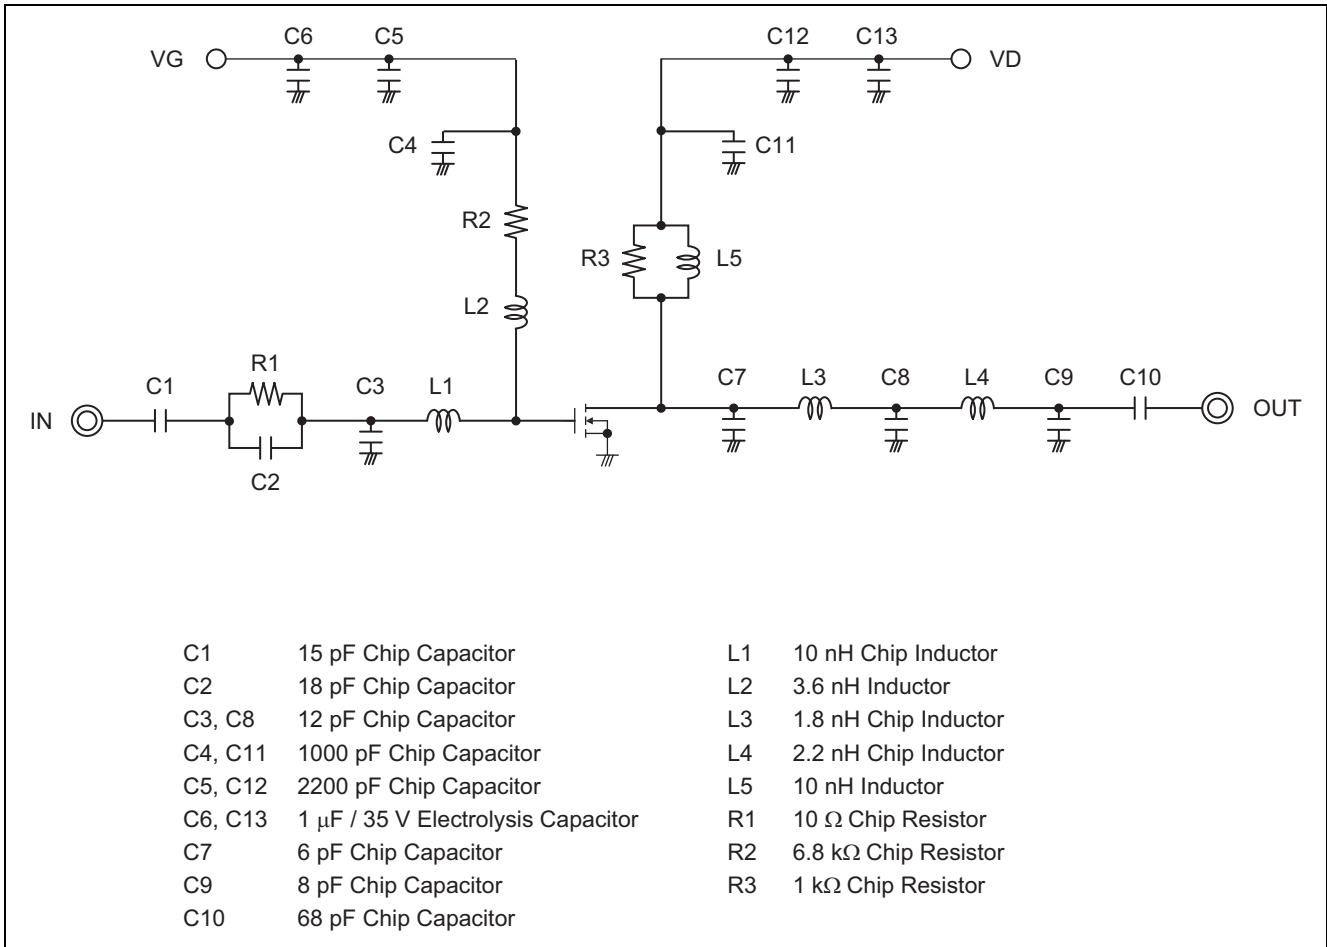 C6 C5 C12 C13
VG VD
C4 C11
R2
R3 L5
L2
R1
C1 C3 L1 C7 L3 C8 L4 C9 C10
IN OUT
C2
C1 15 pF Chip Capacitor
C2 18 pF Chip Capacitor
C3, C8 12 pF Chip Capacitor
C4, C11 1000 pF Chip Capacitor
C5, C12 2200 pF Chip Capacitor
C6, C13 1 μF / 35 V Electrolysis Capacitor
C7 6 pF Chip Capacitor
C9 8 pF Chip Capacitor
C10 68 pF Chip Capacitor
L1 10 nH Chip Inductor
L2 3.6 nH Inductor
L3 1.8 nH Chip Inductor
L4 2.2 nH Chip Inductor
L5 10 nH Inductor
R1 10 Ω Chip Resistor
R2 6.8 kΩ Chip Resistor
R3 1 kΩ Chip Resistor